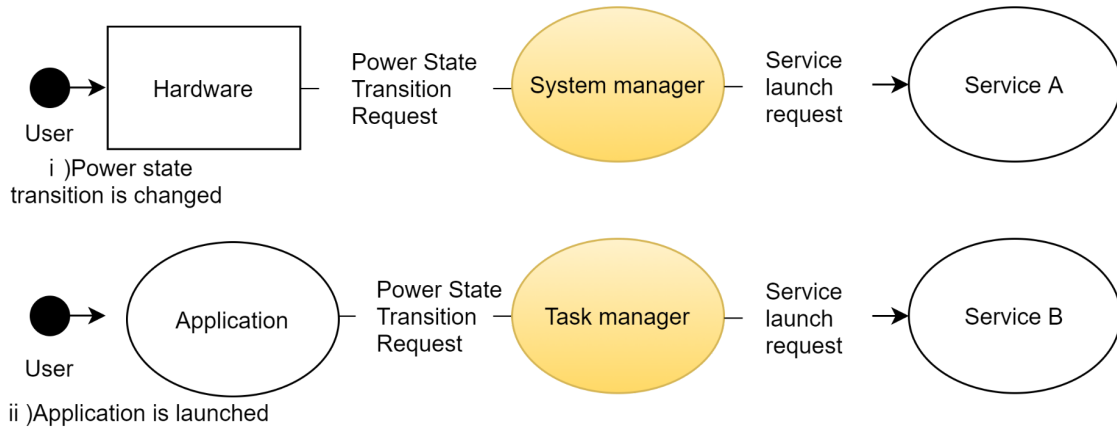 Hardware
Power State
Transition
Request
System manager
Service
launch
request
Service A
User
i )Power state
transition is changed
Application
Power State
Transition
Request
Task manager
Service
launch
request
Service B
User
ii )Application is launched